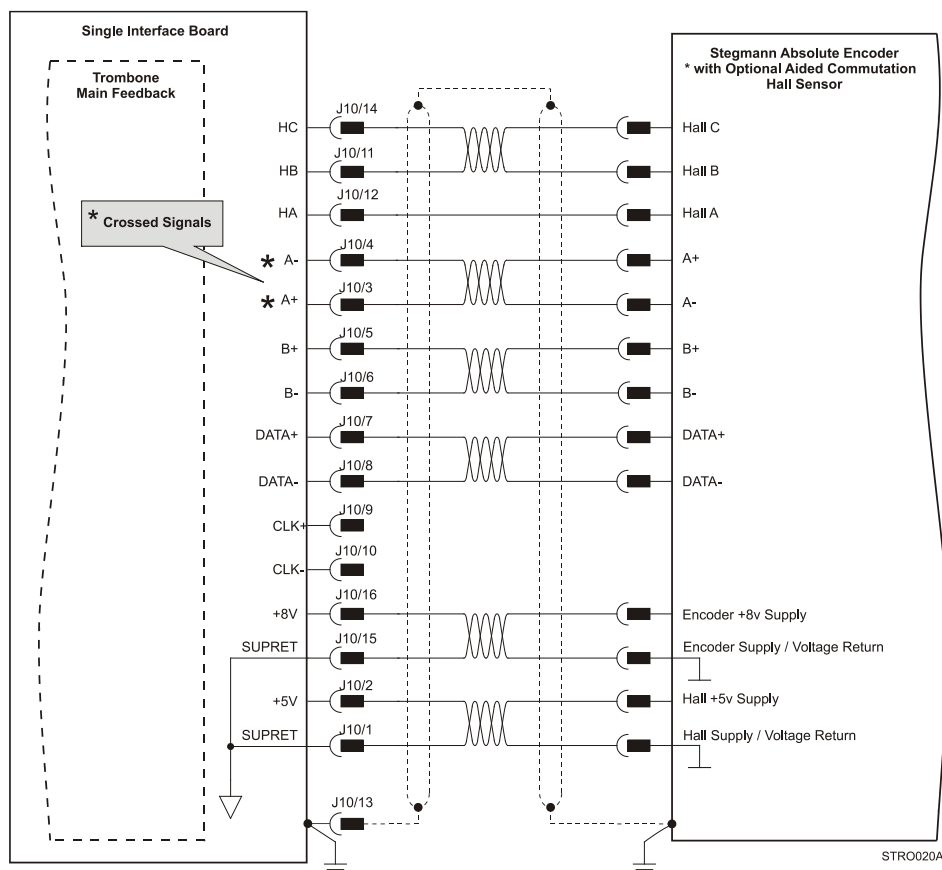 Single Interface Board
Trombone
Main Feedback
Stegmann Absolute Encoder
* with Optional Aided Commutation
Hall Sensor
* Crossed Signals
HC J10/14 Hall C
HB J10/11 Hall B
HA J10/12 Hall A
* A- J10/4 A+
* A+ J10/3 A-
B+ J10/5 B+
B- J10/6 B-
DATA+ J10/7 DATA+
DATA- J10/8 DATA-
CLK+ J10/9
CLK- J10/10
+8V J10/16 Encoder +8v Supply
SUPRET J10/15 Encoder Supply / Voltage Return
+5V J10/2 Hall +5v Supply
SUPRET J10/1 Hall Supply / Voltage Return
J10/13
STRO020A